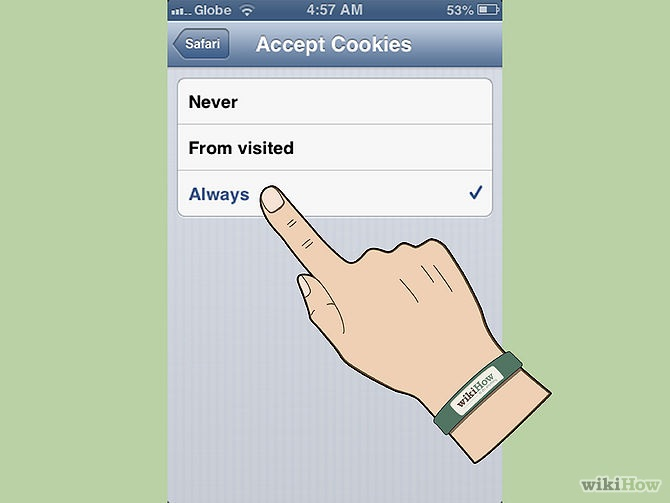 Globe 4:57 AM 53%
Safari Accept Cookies
Never
From visited
Always
wikiHow
wikiHow